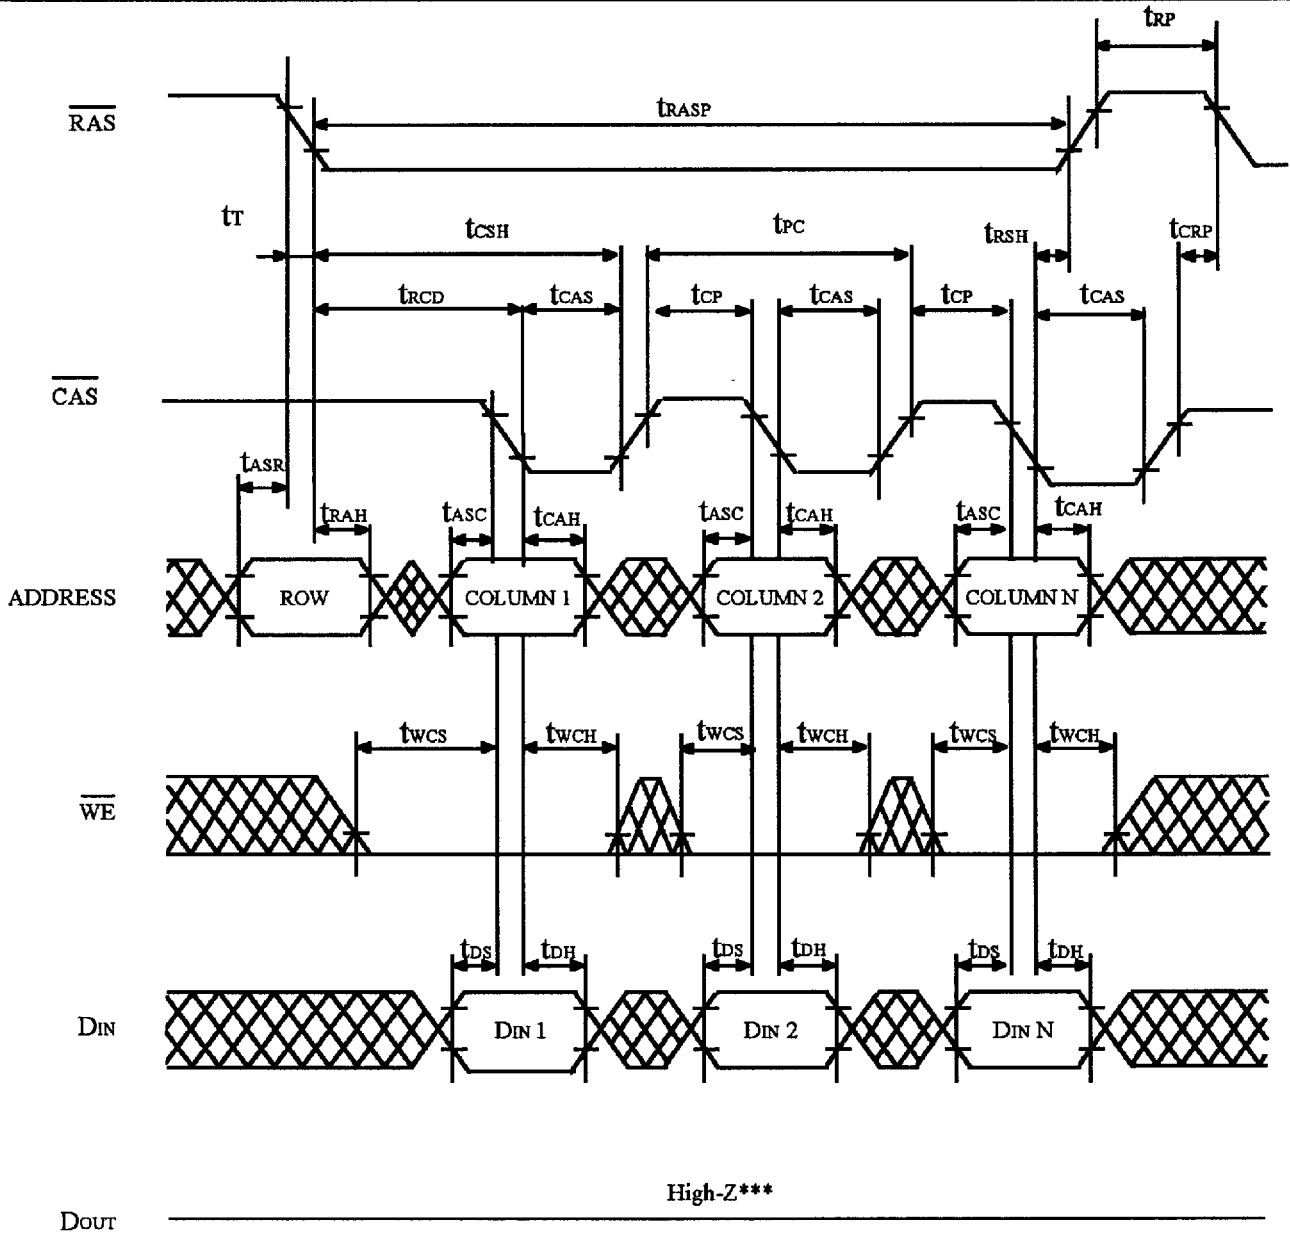 tRP
RAS
tRASP
tT
tCSH
tPC
tRSH
tCRP
tRCD
tCAS
tCP
tCAS
tCP
tCAS
CAS
tASR
tRAH
tASC
tCAH
tASC
tCAH
tASC
tCAH
ADDRESS
ROW
COLUMN 1
COLUMN 2
COLUMN N
tWCS
tWCH
tWCS
tWCH
tWCS
tWCH
WE
tDS
tDH
tDS
tDH
tDS
tDH
DIN
DIN 1
DIN 2
DIN N
High-Z***
DOUT